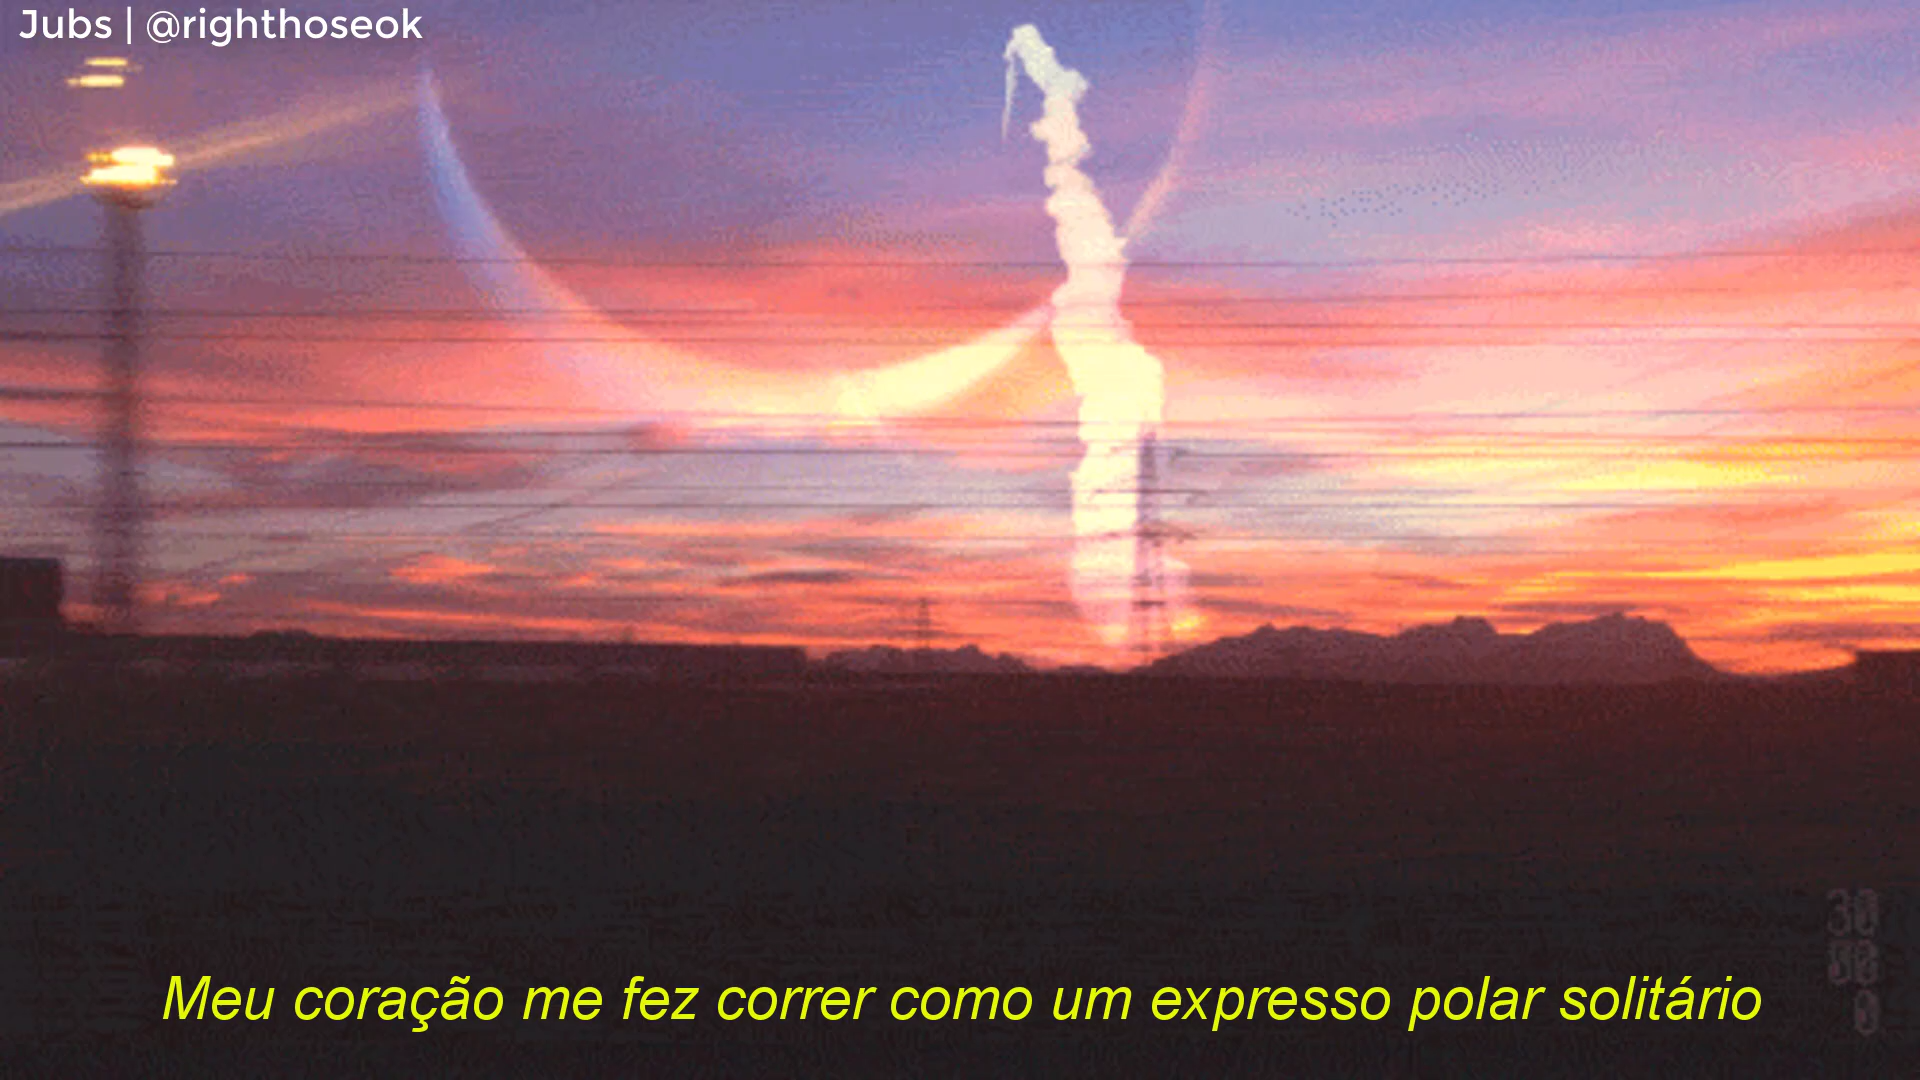 Jubs | @righthoseok
Meu coração me fez correr como um expresso polar solitário